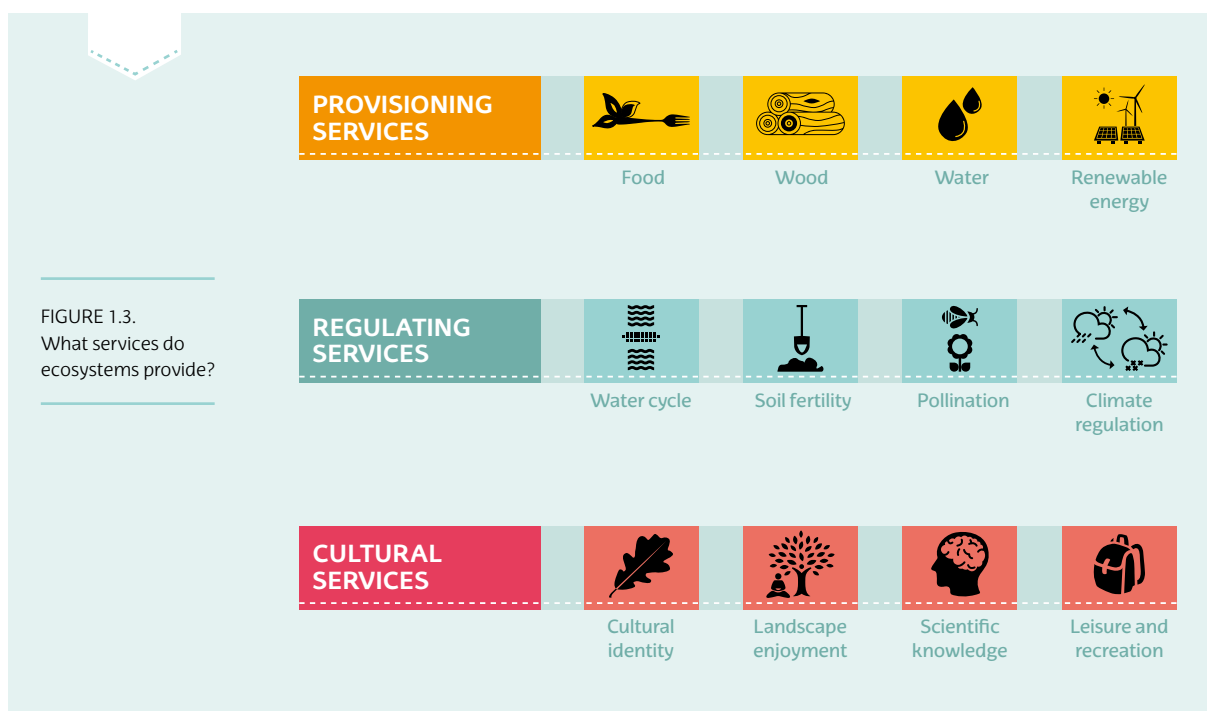 PROVISIONING
SERVICES
Food
Wood
Water
Renewable
energy
FIGURE 1.3.
What services do
ecosystems provide?
REGULATING
SERVICES
Water cycle
Soil fertility
Pollination
Climate
regulation
CULTURAL
SERVICES
Cultural
identity
Landscape
enjoyment
Scientific
knowledge
Leisure and
recreation